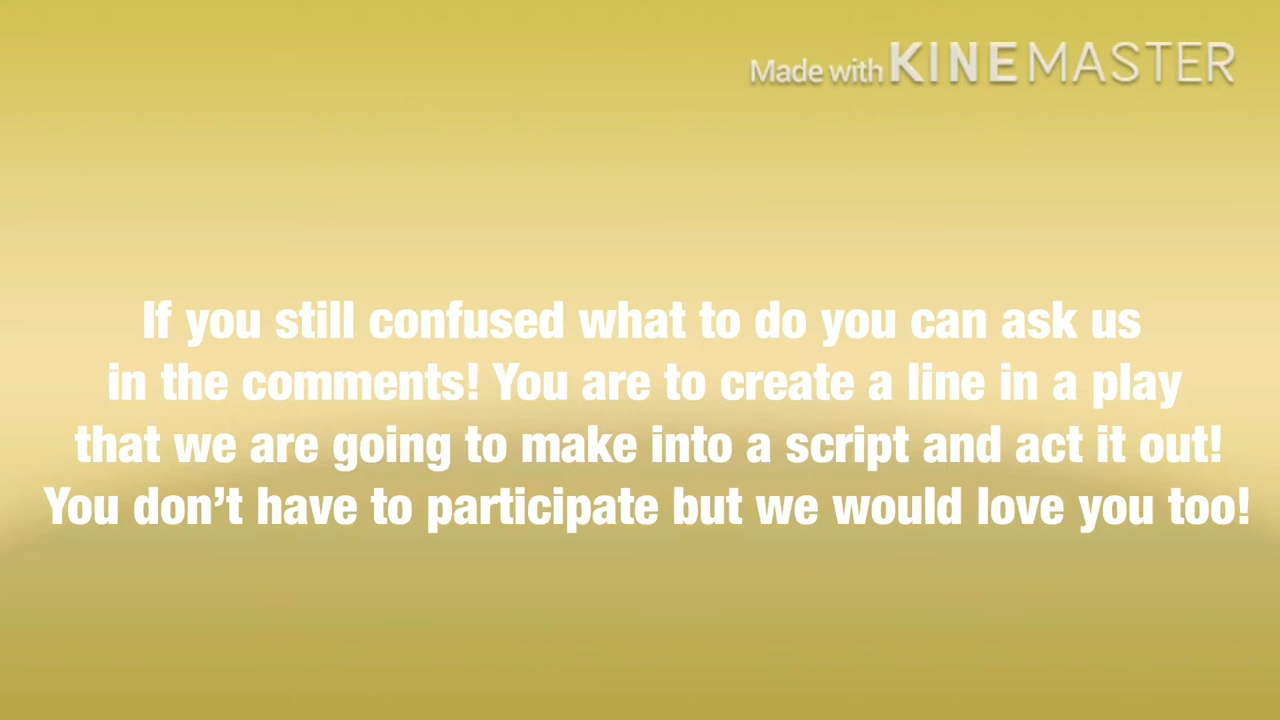 Made with KINEMASTER
If you still confused what to do you can ask us
in the comments! You are to create a line in a play
that we are going to make into a script and act it out!
You don’t have to participate but we would love you too!